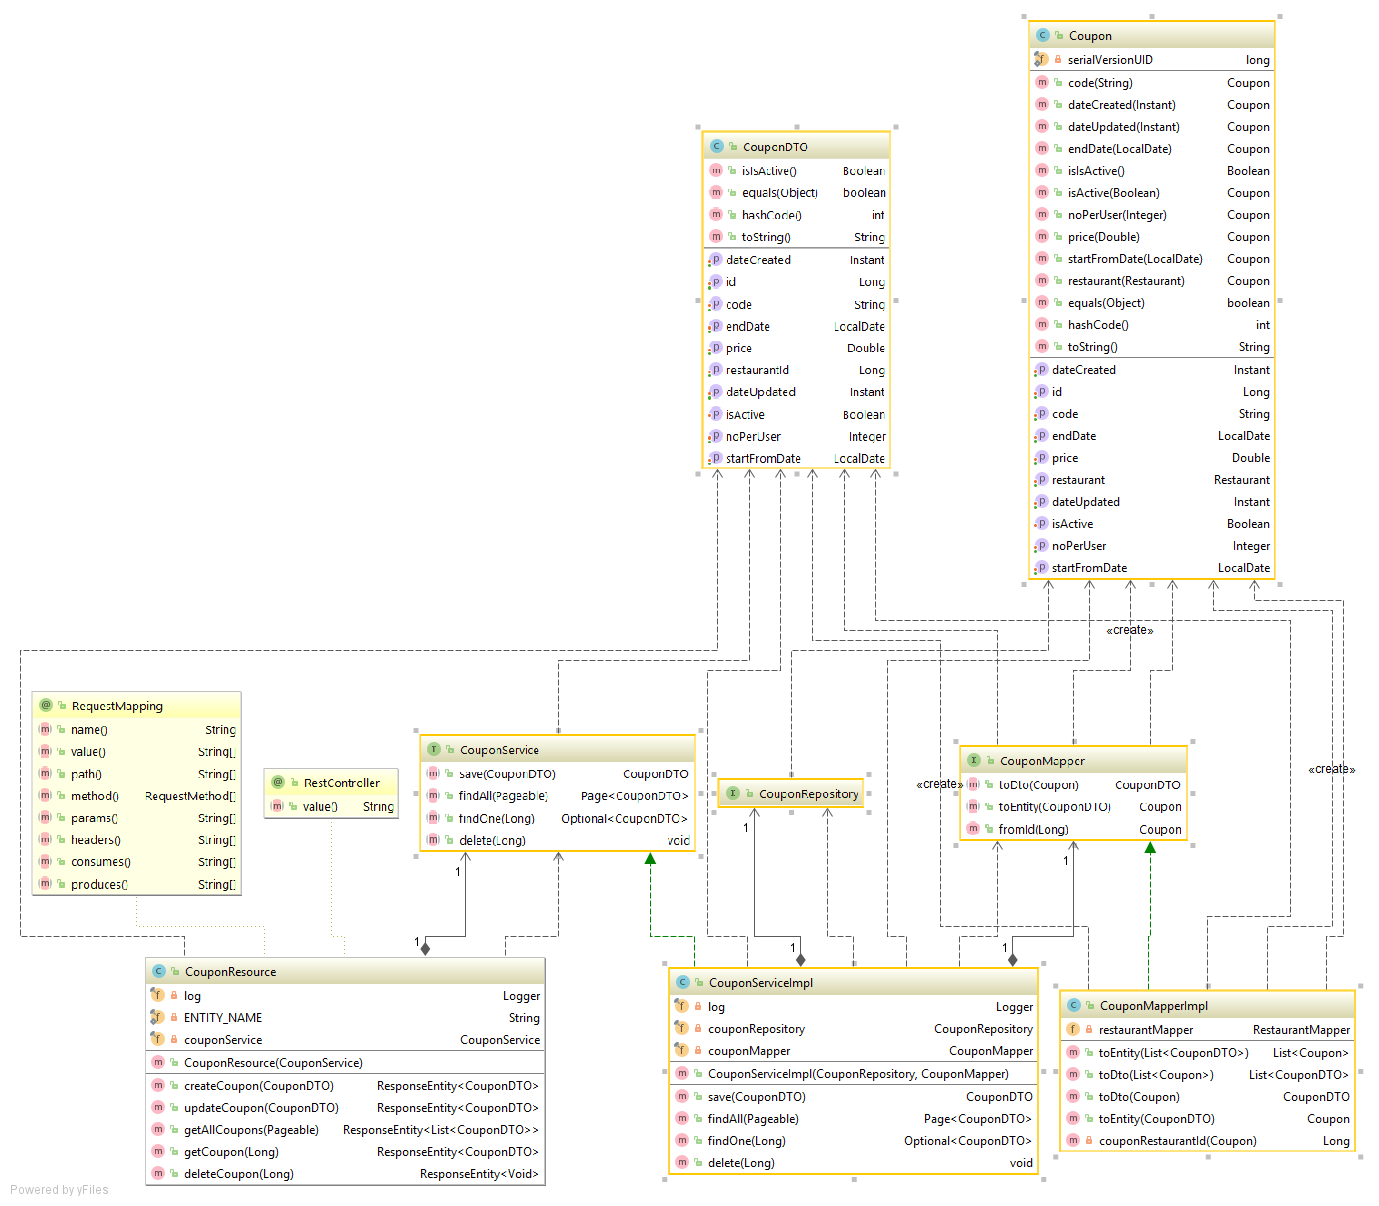 Coupon
serialVersionUID long
code(String) Coupon
dateCreated(Instant) Coupon
dateUpdated(Instant) Coupon
endDate(LocalDate) Coupon
isIsActive() Boolean
isActive(Boolean) Coupon
noPerUser(Integer) Coupon
price(Double) Coupon
startFromDate(LocalDate) Coupon
restaurant(Restaurant) Coupon
equals(Object) boolean
hashCode() int
toString() String
dateCreated Instant
id Long
code String
endDate LocalDate
price Double
restaurant Restaurant
dateUpdated Instant
isActive Boolean
noPerUser Integer
startFromDate LocalDate
CouponDTO
isIsActive() Boolean
equals(Object) boolean
hashCode() int
toString() String
dateCreated Instant
id Long
code String
endDate LocalDate
price Double
restaurantId Long
dateUpdated Instant
isActive Boolean
noPerUser Integer
startFromDate LocalDate
«create»
«create»
«create»
RequestMapping
name() String
value() String[]
path() String[]
method() RequestMethod[]
params() String[]
headers() String[]
consumes() String[]
produces() String[]
RestController
value() String
CouponService
save(CouponDTO) CouponDTO
findAll(Pageable) Page<CouponDTO>
findOne(Long) Optional<CouponDTO>
delete(Long) void
CouponRepository
CouponMapper
toDto(Coupon) CouponDTO
toEntity(CouponDTO) Coupon
fromId(Long) Coupon
1
1
1
1
1
1
CouponResource
log Logger
ENTITY_NAME String
couponService CouponService
CouponResource(CouponService)
createCoupon(CouponDTO) ResponseEntity<CouponDTO>
updateCoupon(CouponDTO) ResponseEntity<CouponDTO>
getAllCoupons(Pageable) ResponseEntity<List<CouponDTO>>
getCoupon(Long) ResponseEntity<CouponDTO>
deleteCoupon(Long) ResponseEntity<Void>
CouponServiceImpl
log Logger
couponRepository CouponRepository
couponMapper CouponMapper
CouponServiceImpl(CouponRepository, CouponMapper)
save(CouponDTO) CouponDTO
findAll(Pageable) Page<CouponDTO>
findOne(Long) Optional<CouponDTO>
delete(Long) void
CouponMapperImpl
restaurantMapper RestaurantMapper
toEntity(List<CouponDTO>) List<Coupon>
toDto(List<Coupon>) List<CouponDTO>
toDto(Coupon) CouponDTO
toEntity(CouponDTO) Coupon
couponRestaurantId(Coupon) Long
Powered by yFiles